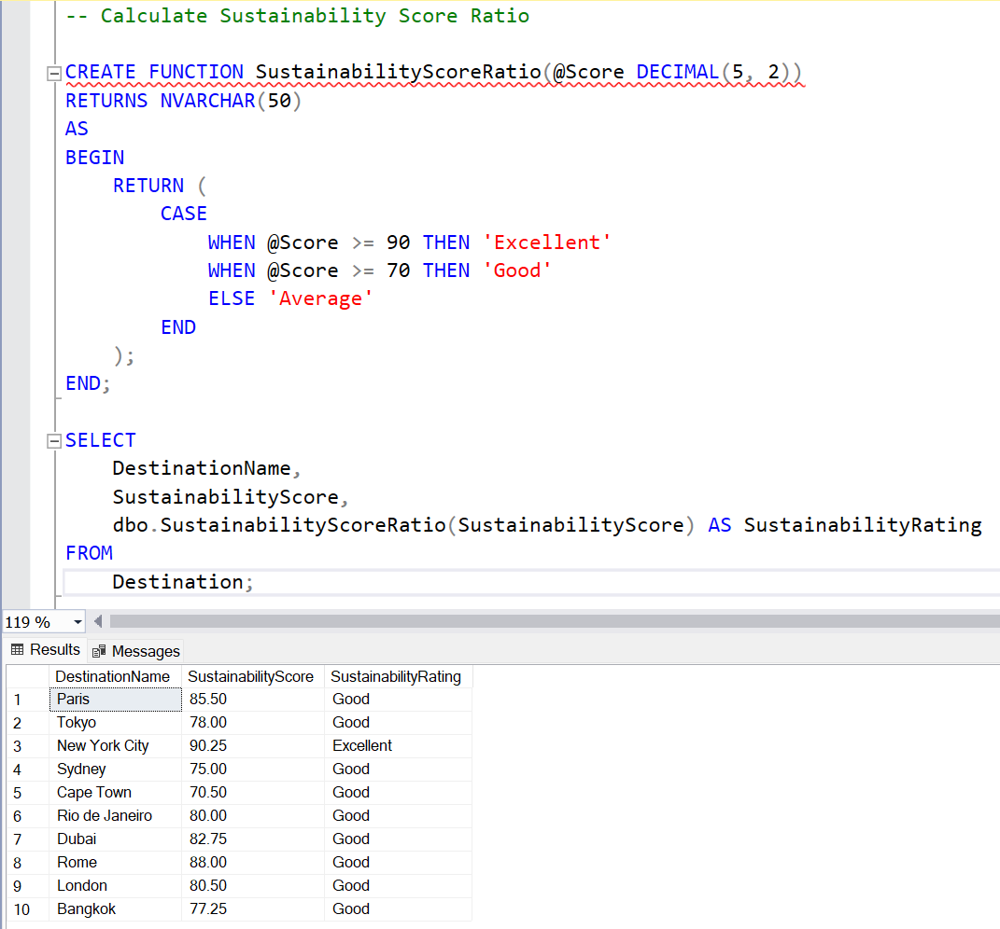 -- Calculate Sustainability Score Ratio
CREATE FUNCTION SustainabilityScoreRatio(@Score DECIMAL(5, 2))
RETURNS NVARCHAR(50)
AS
BEGIN
RETURN (
CASE
WHEN @Score >= 90 THEN 'Excellent'
WHEN @Score >= 70 THEN 'Good'
ELSE 'Average'
END
);
END;
SELECT
DestinationName,
SustainabilityScore,
dbo.SustainabilityScoreRatio(SustainabilityScore) AS SustainabilityRating
FROM
Destination;
119 %
Results Messages
DestinationName SustainabilityScore SustainabilityRating
1 Paris 85.50 Good
2 Tokyo 78.00 Good
3 New York City 90.25 Excellent
4 Sydney 75.00 Good
5 Cape Town 70.50 Good
6 Rio de Janeiro 80.00 Good
7 Dubai 82.75 Good
8 Rome 88.00 Good
9 London 80.50 Good
10 Bangkok 77.25 Good